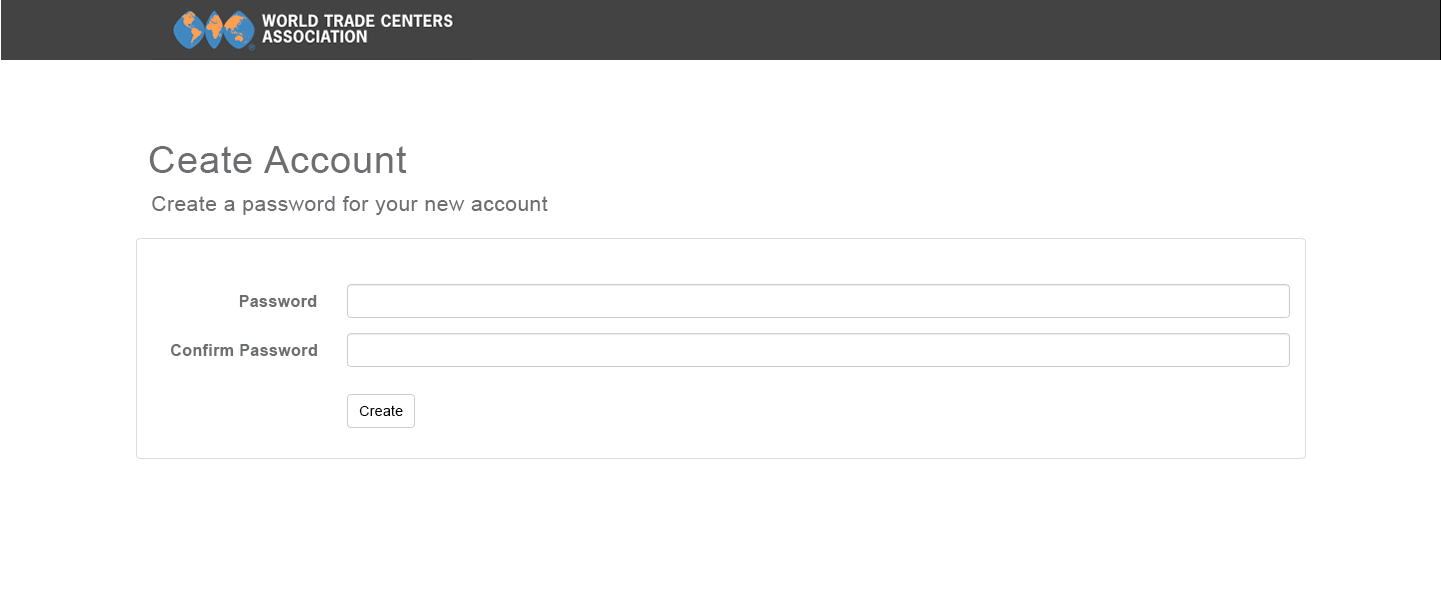 WORLD TRADE CENTERS
ASSOCIATION
Ceate Account
Create a password for your new account
Password
Confirm Password
Create